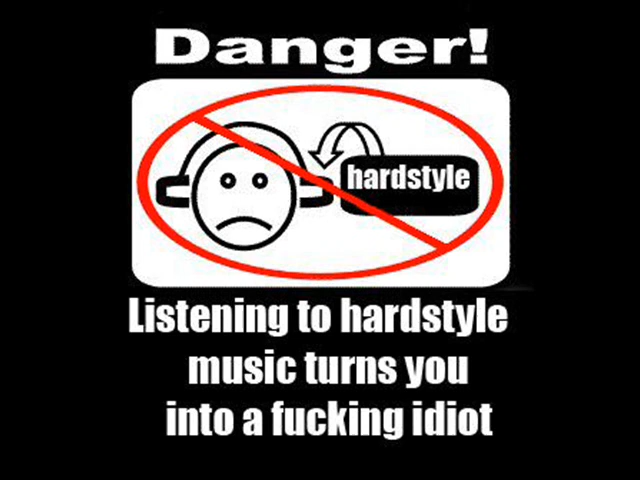 Danger!
hardstyle
Listening to hardstyle
music turns you
into a fucking idiot